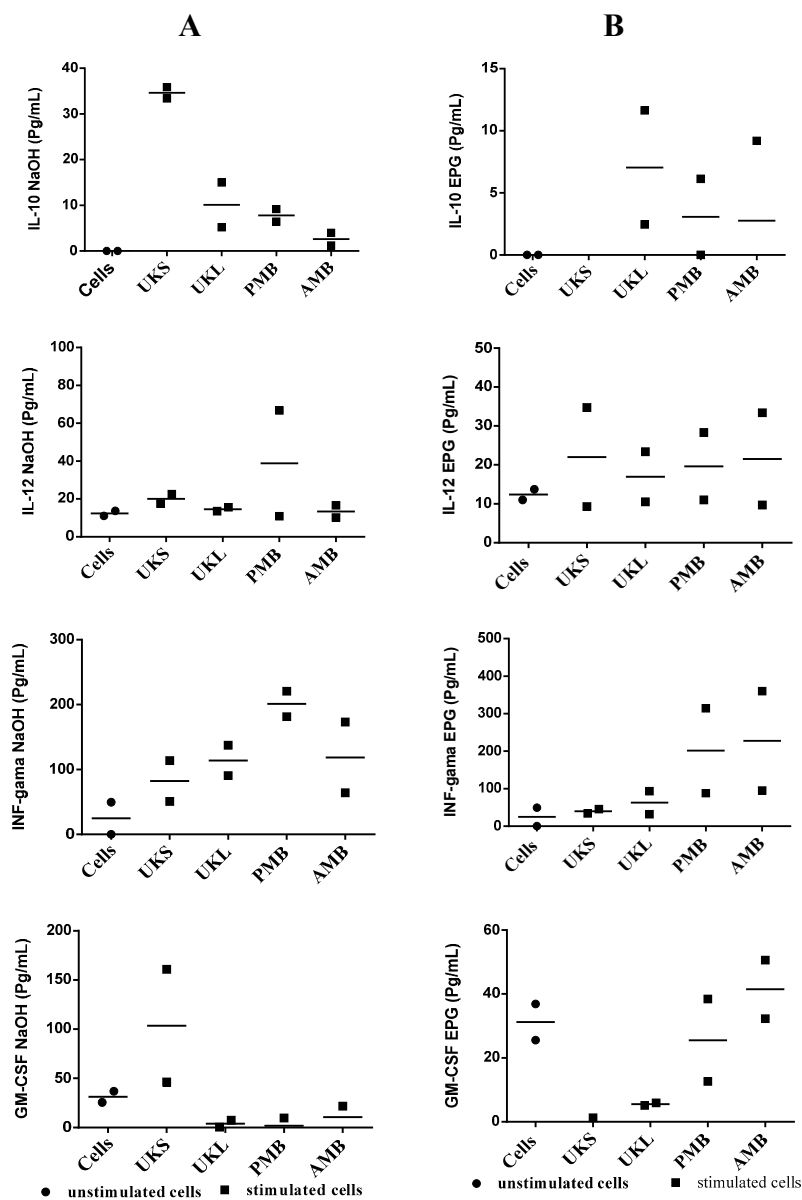 A
B
IL-10 NaOH (Pg/mL)
40
30
20
10
0
Cells
UKS
UKL
PMB
AMB
IL-10 EPG (Pg/mL)
15
10
5
0
Cells
UKS
UKL
PMB
AMB
IL-12 NaOH (Pg/mL)
100
80
60
40
20
0
Cells
UKS
UKL
PMB
AMB
IL-12 EPG (Pg/mL)
50
40
30
20
10
0
Cells
UKS
UKL
PMB
AMB
INF-gama NaOH (Pg/mL)
300
200
100
0
Cells
UKS
UKL
PMB
AMB
INF-gama EPG (Pg/mL)
500
400
300
200
100
0
Cells
UKS
UKL
PMB
AMB
GM-CSF NaOH (Pg/mL)
200
150
100
50
0
Cells
UKS
UKL
PMB
AMB
GM-CSF EPG (Pg/mL)
60
40
20
0
Cells
UKS
UKL
PMB
AMB
unstimulated cells stimulated cells
unstimulated cells stimulated cells